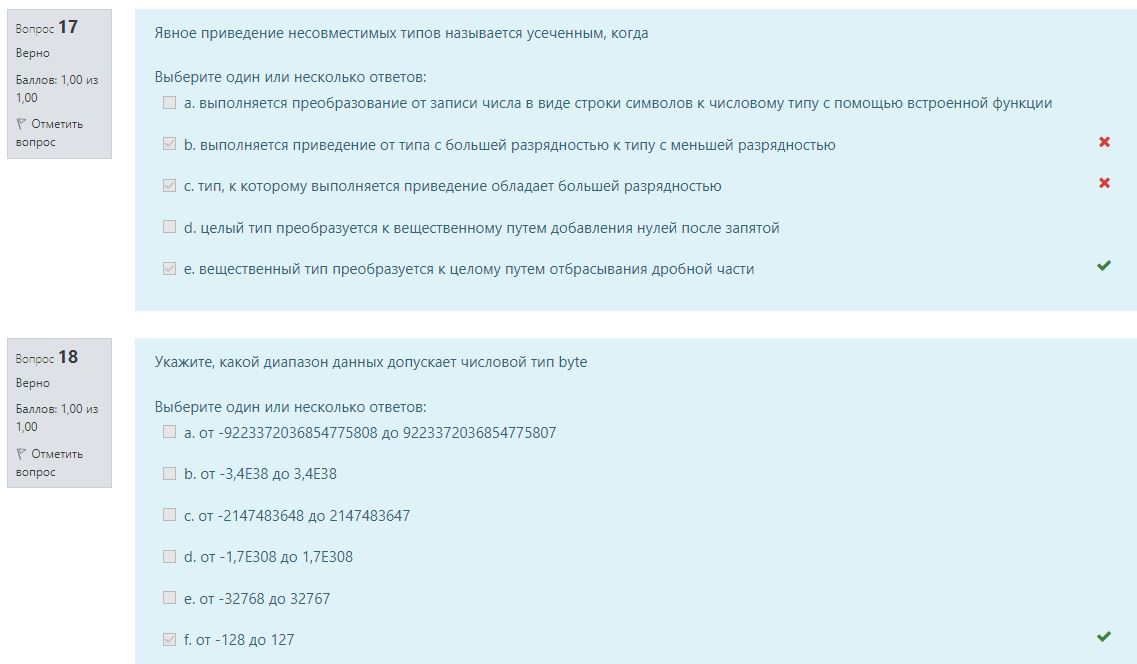 Вопрос 17
Верно
Баллов: 1,00 из
1,00
Отметить
вопрос
Явное приведение несовместимых типов называется усеченным, когда
Выберите один или несколько ответов:
a. выполняется преобразование от записи числа в виде строки символов к числовому типу с помощью встроенной функции
b. выполняется приведение от типа с большей разрядностью к типу с меньшей разрядностью
c. тип, к которому выполняется приведение обладает большей разрядностью
d. целый тип преобразуется к вещественному путем добавления нулей после запятой
e. вещественный тип преобразуется к целому путем отбрасывания дробной части
Вопрос 18
Верно
Баллов: 1,00 из
1,00
Отметить
вопрос
Укажите, какой диапазон данных допускает числовой тип byte
Выберите один или несколько ответов:
a. от -9223372036854775808 до 9223372036854775807
b. от -3,4E38 до 3,4E38
c. от -2147483648 до 2147483647
d. от -1,7E308 до 1,7E308
e. от -32768 до 32767
f. от -128 до 127